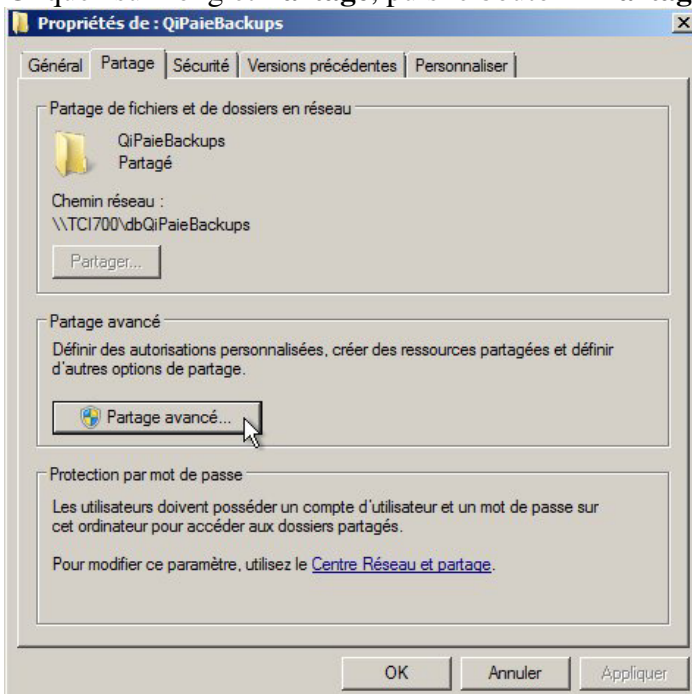 Propriétés de : QiPaieBackups
Général Partage Sécurité Versions précédentes Personnaliser
Partage de fichiers et de dossiers en réseau
QiPaieBackups
Partagé
Chemin réseau :
\\TCI700\dbQiPaieBackups
Partager...
Partage avancé
Définir des autorisations personnalisées, créer des ressources partagées et définir
d'autres options de partage.
Partage avancé...
Protection par mot de passe
Les utilisateurs doivent posséder un compte d'utilisateur et un mot de passe sur
cet ordinateur pour accéder aux dossiers partagés.
Pour modifier ce paramètre, utilisez le Centre Réseau et partage.
OK Annuler Appliquer